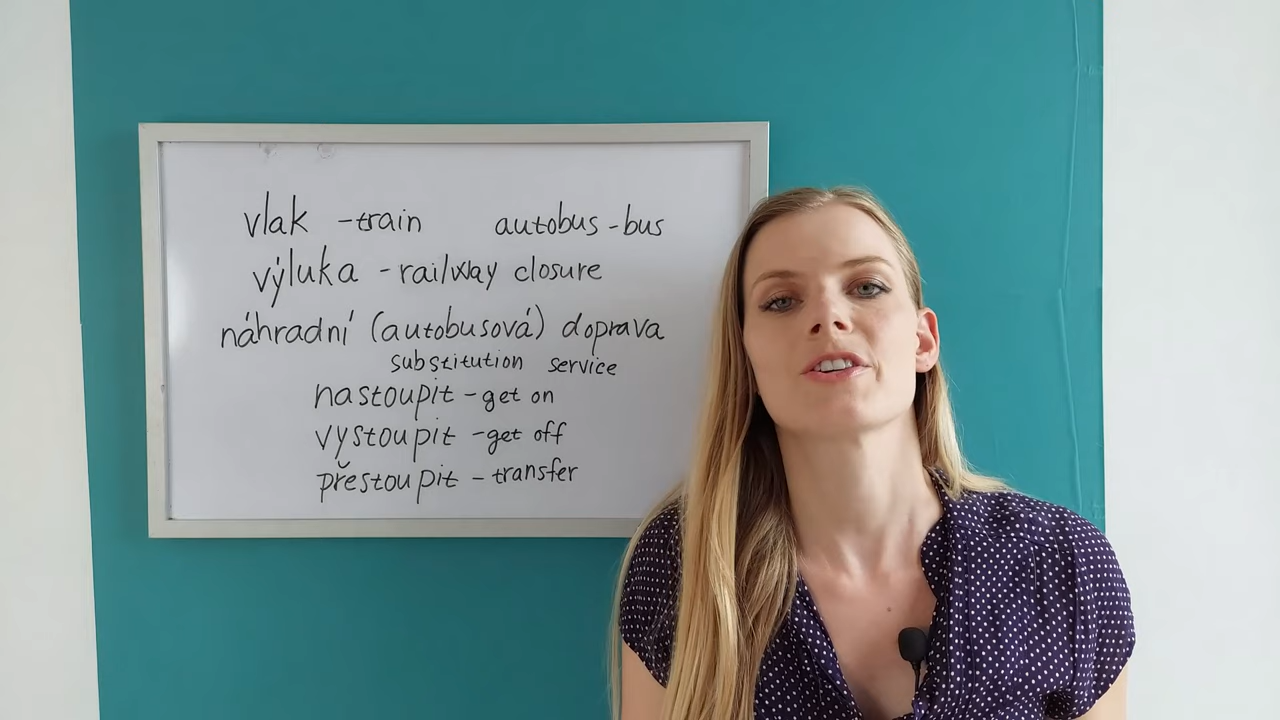 vlak - train autobus - bus
výluka - railway closure
náhradní (autobusová) doprava
substitution service
nastoupit - get on
vystoupit - get off
přestoupit - transfer